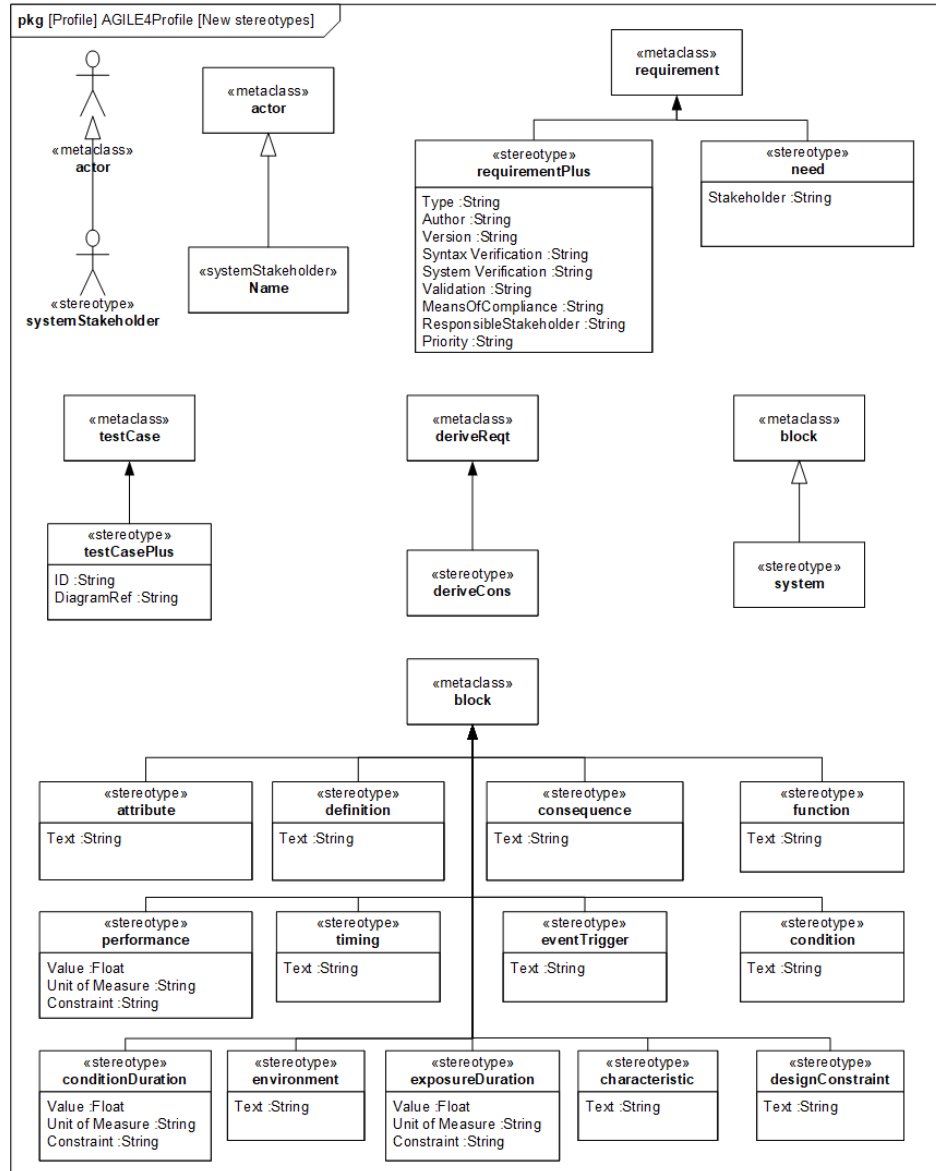 pkg [Profile] AGILE4Profile [New stereotypes]
«metaclass»
actor
«stereotype»
systemStakeholder
«metaclass»
actor
«systemStakeholder»
Name
«metaclass»
requirement
«stereotype»
requirementPlus
Type :String
Author :String
Version :String
Syntax Verification :String
System Verification :String
Validation :String
MeansOfCompliance :String
ResponsibleStakeholder :String
Priority :String
«stereotype»
need
Stakeholder :String
«metaclass»
testCase
«stereotype»
testCasePlus
ID :String
DiagramRef :String
«metaclass»
deriveReqt
«stereotype»
deriveCons
«metaclass»
block
«stereotype»
system
«metaclass»
block
«stereotype»
attribute
Text :String
«stereotype»
definition
Text :String
«stereotype»
consequence
Text :String
«stereotype»
function
Text :String
«stereotype»
performance
Value :Float
Unit of Measure :String
Constraint :String
«stereotype»
timing
Text :String
«stereotype»
eventTrigger
Text :String
«stereotype»
condition
Text :String
«stereotype»
conditionDuration
Value :Float
Unit of Measure :String
Constraint :String
«stereotype»
environment
Text :String
«stereotype»
exposureDuration
Value :Float
Unit of Measure :String
Constraint :String
«stereotype»
characteristic
Text :String
«stereotype»
designConstraint
Text :String